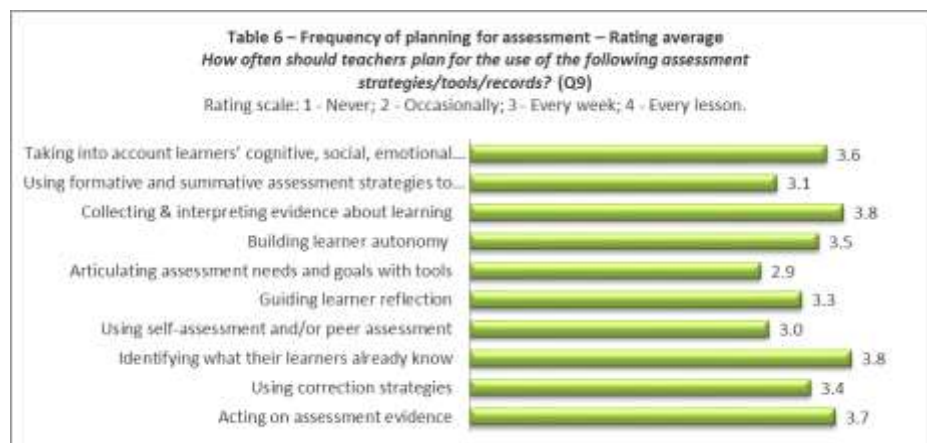 Table 6 – Frequency of planning for assessment – Rating average
How often should teachers plan for the use of the following assessment
strategies/tools/records? (Q9)
Rating scale: 1 - Never; 2 - Occasionally; 3 - Every week; 4 - Every lesson.
Taking into account learners' cognitive, social, emotional... 3.6
Using formative and summative assessment strategies to... 3.1
Collecting & interpreting evidence about learning 3.8
Building learner autonomy 3.5
Articulating assessment needs and goals with tools 2.9
Guiding learner reflection 3.3
Using self-assessment and/or peer assessment 3.0
Identifying what their learners already know 3.8
Using correction strategies 3.4
Acting on assessment evidence 3.7